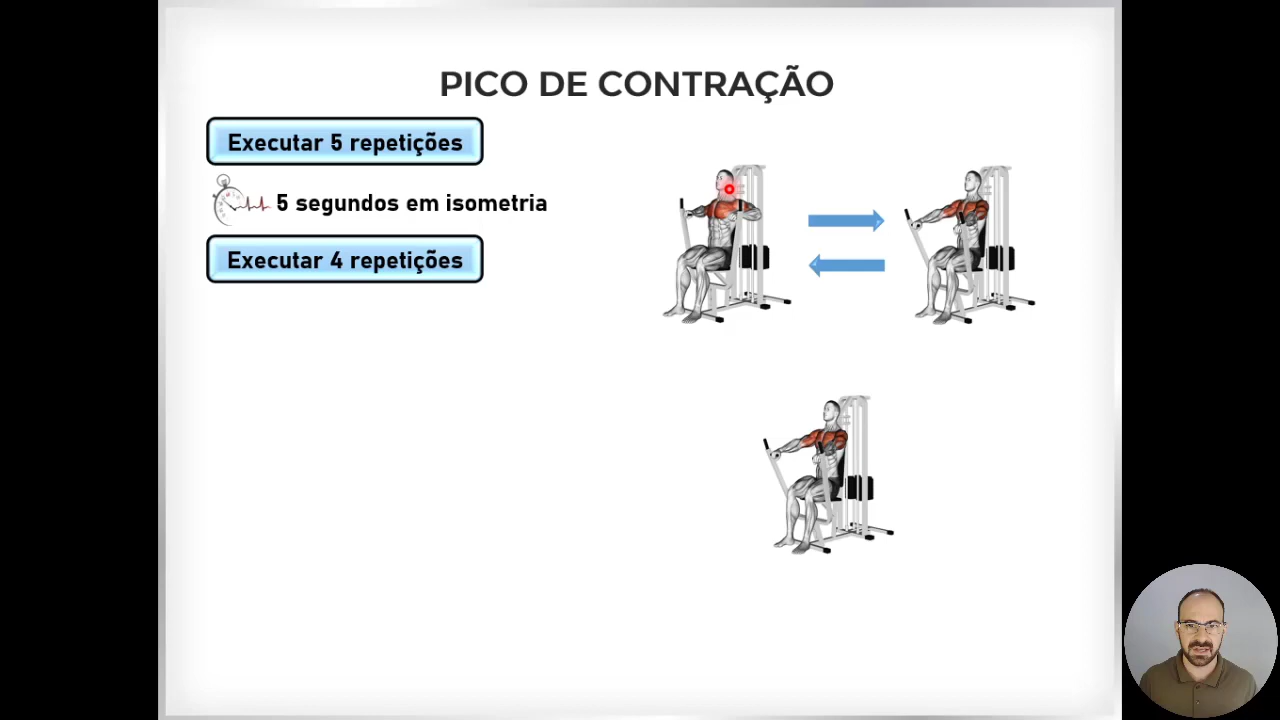 PICO DE CONTRAÇÃO
Executar 5 repetições
5 segundos em isometria
Executar 4 repetições